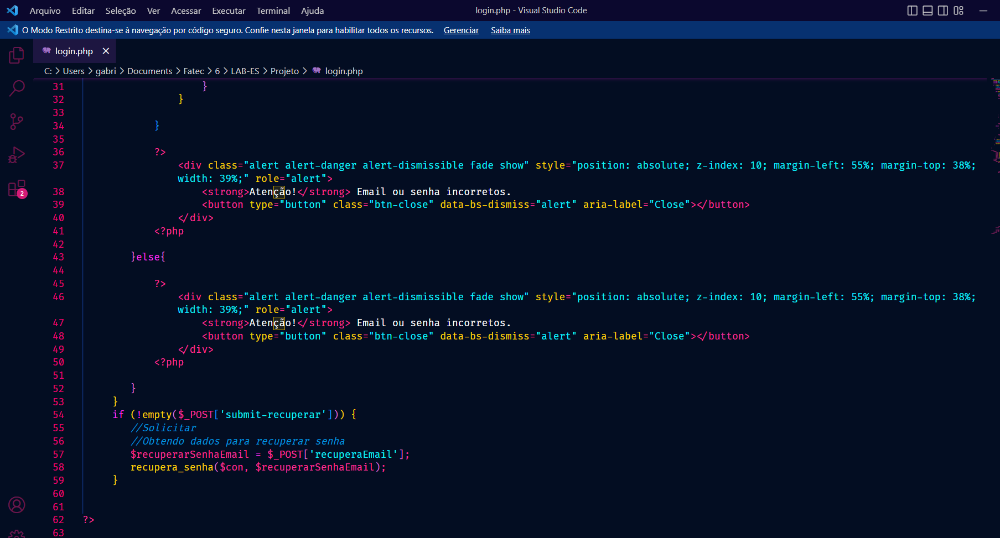 Arquivo Editar Seleção Ver Acessar Executar Terminal Ajuda login.php - Visual Studio Code
O Modo Restrito destina-se à navegação por código seguro. Confie nesta janela para habilitar todos os recursos. Gerenciar Saiba mais
login.php
C: > Users > gabri > Documents > Fatec > 6 > LAB-ES > Projeto > login.php
31 }
32 }
33
34 }
35
36 ?>
37 <div class="alert alert-danger alert-dismissible fade show" style="position: absolute; z-index: 10; margin-left: 55%; margin-top: 38%;
width: 39%;" role="alert">
38 <strong>Atenção!</strong> Email ou senha incorretos.
39 <button type="button" class="btn-close" data-bs-dismiss="alert" aria-label="Close"></button>
40 </div>
41 <?php
42
43 }else{
44
45 ?>
46 <div class="alert alert-danger alert-dismissible fade show" style="position: absolute; z-index: 10; margin-left: 55%; margin-top: 38%;
width: 39%;" role="alert">
47 <strong>Atenção!</strong> Email ou senha incorretos.
48 <button type="button" class="btn-close" data-bs-dismiss="alert" aria-label="Close"></button>
49 </div>
50 <?php
51
52 }
53 }
54 if (!empty($_POST['submit-recuperar'])) {
55 //Solicitar
56 //Obtendo dados para recuperar senha
57 $recuperarSenhaEmail = $_POST['recuperaEmail'];
58 recupera_senha($con, $recuperarSenhaEmail);
59 }
60
61
62 ?>
63
2